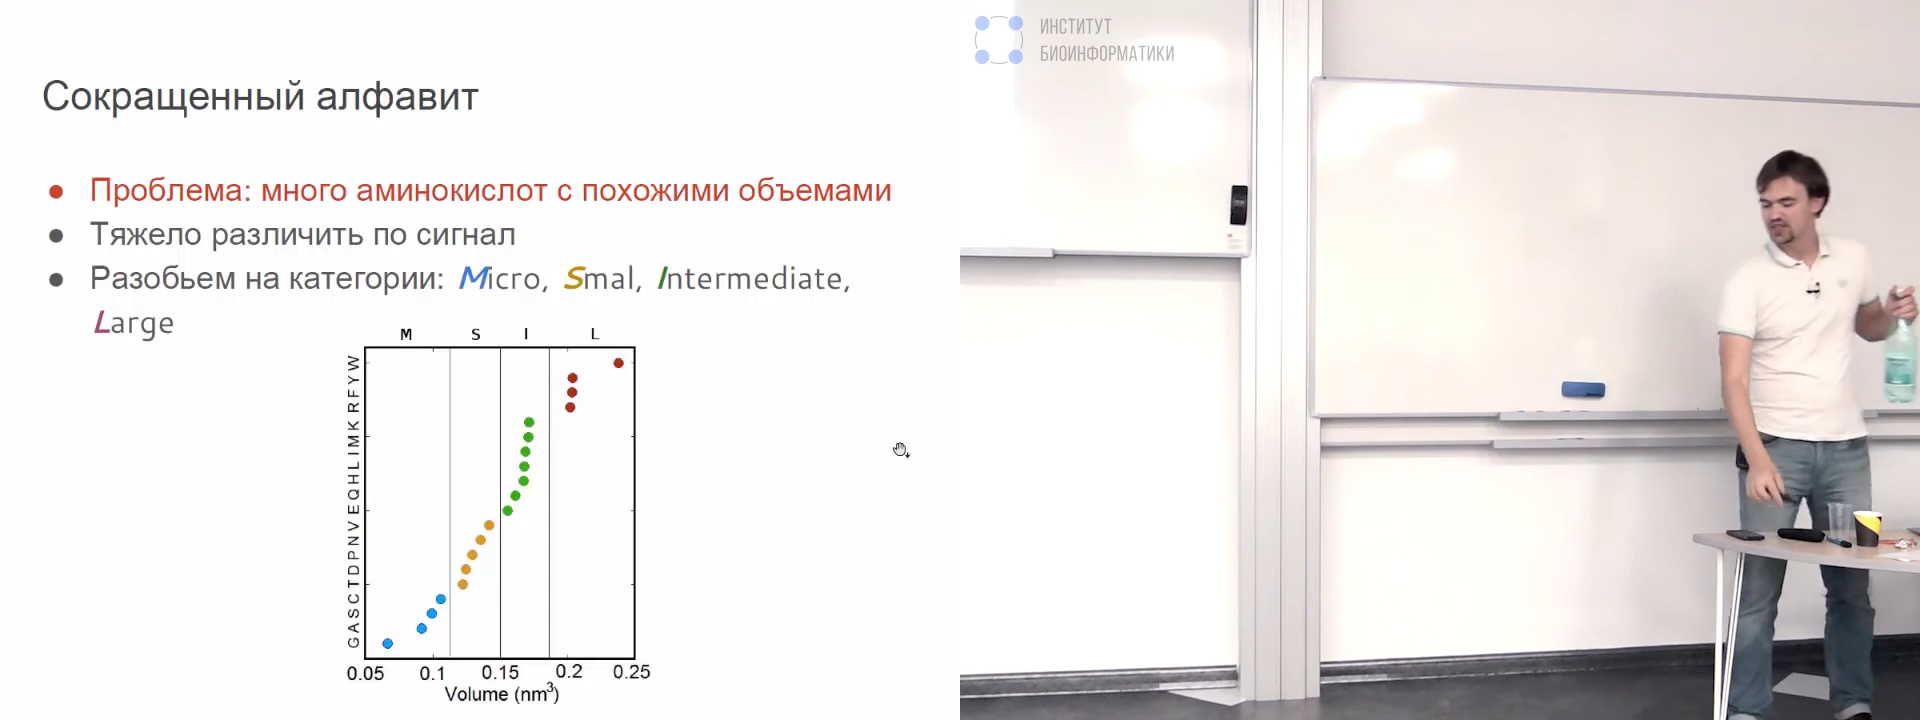 Сокращенный алфавит
● Проблема: много аминокислот с похожими объемами
● Тяжело различить по сигнал
● Разобьем на категории: Micro, Smal, Intermediate,
Large
M S I L
GASCTDPNVEQHLIMKRFYW
0.05 0.1 0.15 0.2 0.25
Volume (nm³)
ИНСТИТУТ
БИОИНФОРМАТИКИ